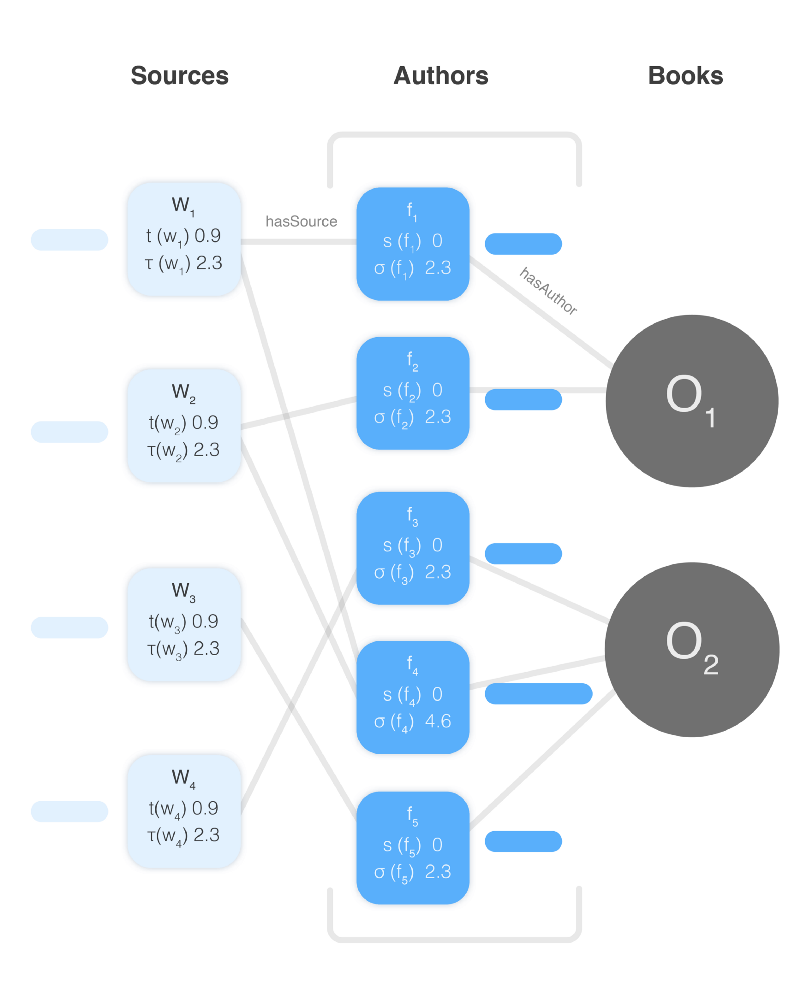 Sources
Authors
Books
W₁
t (w₁) 0.9
τ (w₁) 2.3
hasSource
f₁
s (f₁) 0
σ (f₁) 2.3
hasAuthor
W₂
t(w₂) 0.9
τ(w₂) 2.3
f₂
s (f₂) 0
σ (f₂) 2.3
O₁
W₃
t(w₃) 0.9
τ(w₃) 2.3
f₃
s (f₃) 0
σ (f₃) 2.3
O₂
W₄
t(w₄) 0.9
τ(w₄) 2.3
f₄
s (f₄) 0
σ (f₄) 4.6
f₅
s (f₅) 0
σ (f₅) 2.3